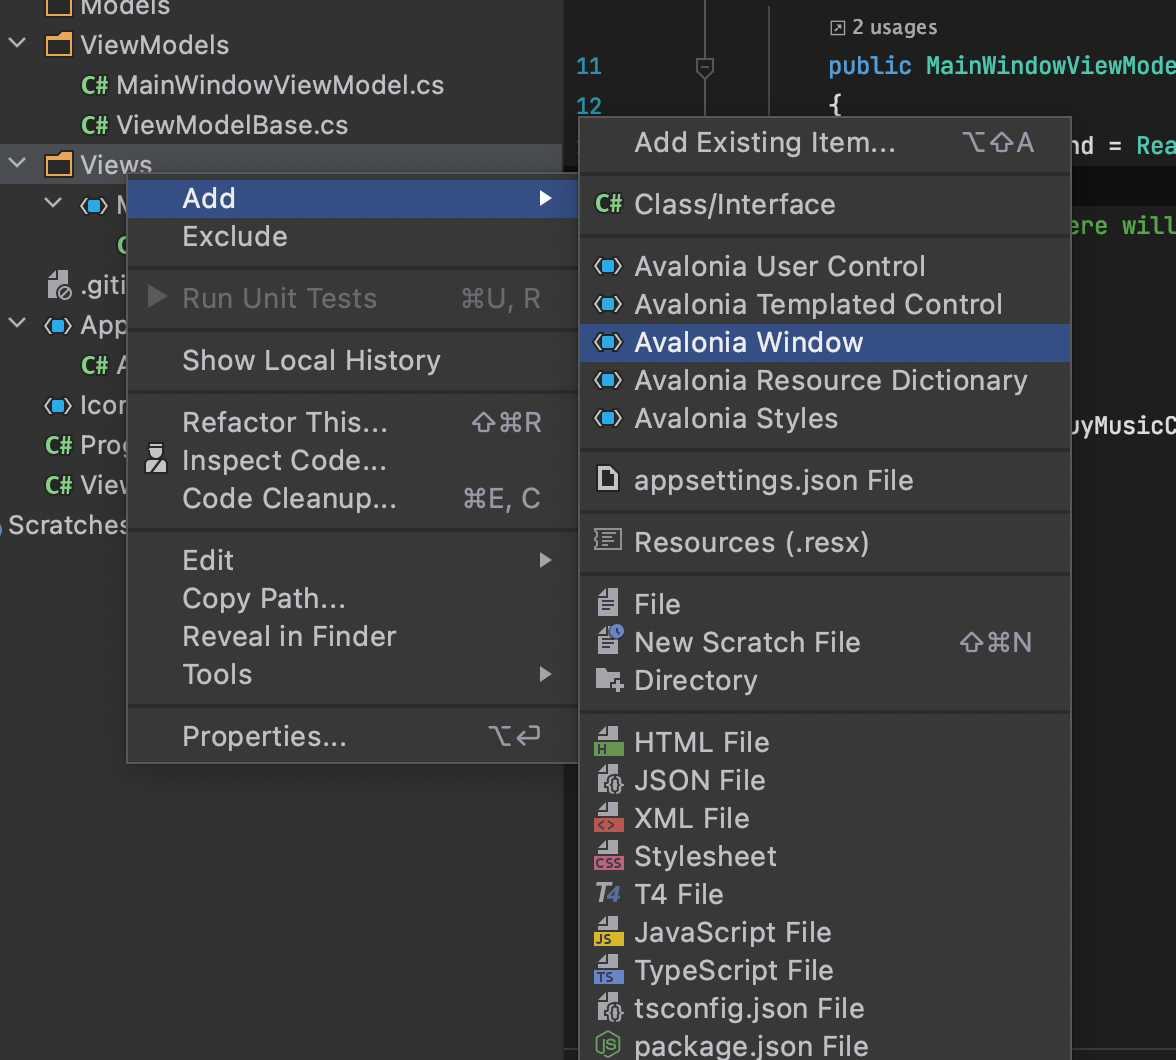 Models
ViewModels
C# MainWindowViewModel.cs
C# ViewModelBase.cs
Views
.giti
App
C#
Icon
C# Prog
C# View
Scratches
2 usages
11 public MainWindowViewMode
12 {
nd = Rea
ere will
uyMusicC
Add
Exclude
Run Unit Tests ⌘U, R
Show Local History
Refactor This... ⇧⌘R
Inspect Code...
Code Cleanup... ⌘E, C
Edit
Copy Path...
Reveal in Finder
Tools
Properties... ⌥↩
Add Existing Item... ⌥⇧A
C# Class/Interface
Avalonia User Control
Avalonia Templated Control
Avalonia Window
Avalonia Resource Dictionary
Avalonia Styles
appsettings.json File
Resources (.resx)
File
New Scratch File ⇧⌘N
Directory
H HTML File
JSON File
XML File
CSS Stylesheet
T4 T4 File
JS JavaScript File
TS TypeScript File
tsconfig.json File
JS package.json File